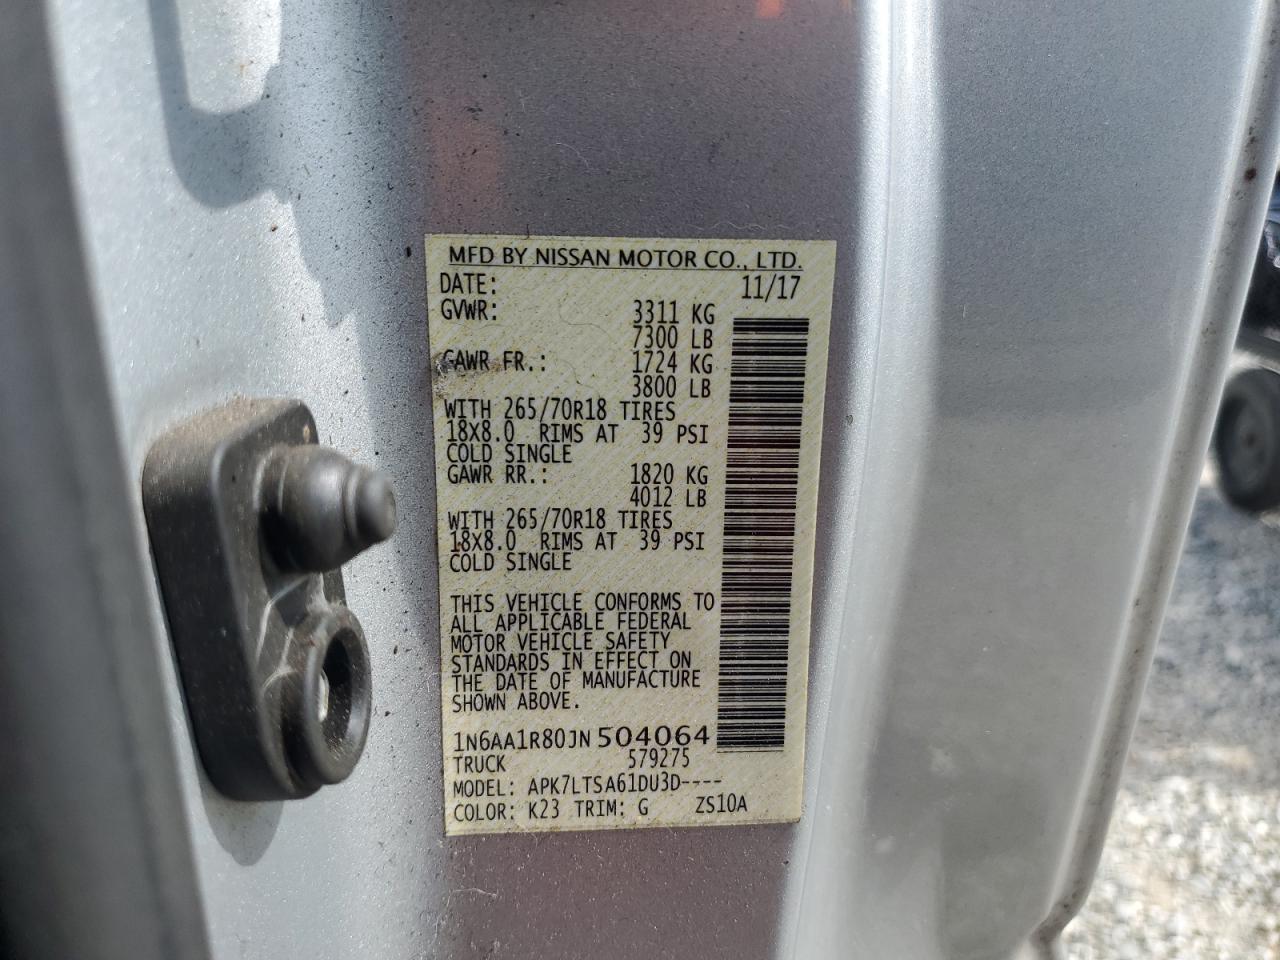 MFD BY NISSAN MOTOR CO., LTD.
DATE: 11/17
GVWR: 3311 KG
7300 LB
GAWR FR.: 1724 KG
3800 LB
WITH 265/70R18 TIRES
18X8.0 RIMS AT 39 PSI
COLD SINGLE
GAWR RR.: 1820 KG
4012 LB
WITH 265/70R18 TIRES
18X8.0 RIMS AT 39 PSI
COLD SINGLE
THIS VEHICLE CONFORMS TO
ALL APPLICABLE FEDERAL
MOTOR VEHICLE SAFETY
STANDARDS IN EFFECT ON
THE DATE OF MANUFACTURE
SHOWN ABOVE.
1N6AA1R80JN504064
TRUCK 579275
MODEL: APK7LTSA61DU3D----
COLOR: K23 TRIM: G ZS10A